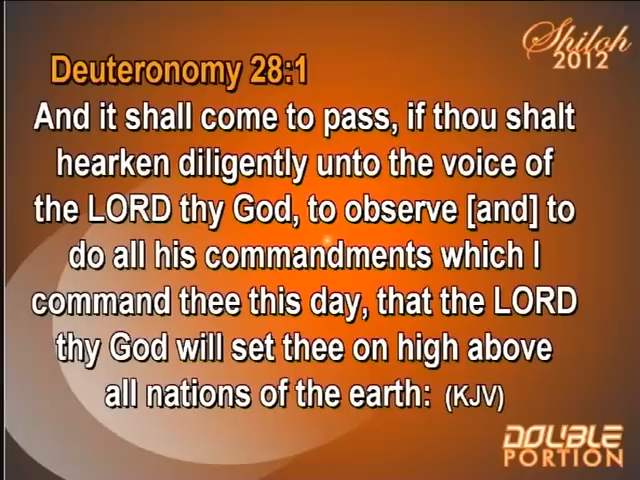 Shiloh
2012
Deuteronomy 28:1
And it shall come to pass, if thou shalt
hearken diligently unto the voice of
the LORD thy God, to observe [and] to
do all his commandments which I
command thee this day, that the LORD
thy God will set thee on high above
all nations of the earth: (KJV)
DOUBLE
PORTION